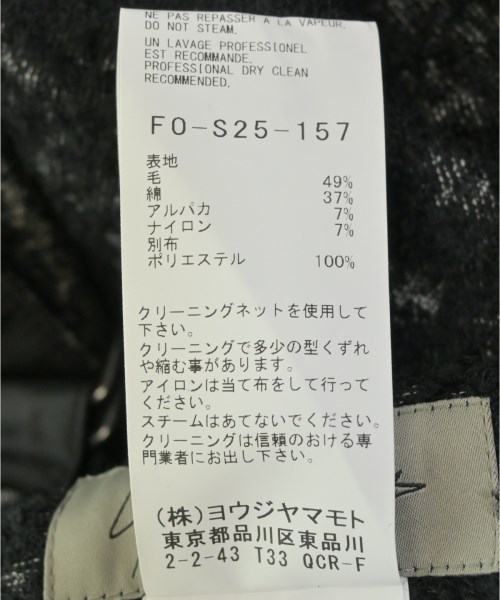 NE PAS REPASSER A LA VAPEUR.
DO NOT STEAM.
UN LAVAGE PROFESSIONEL
EST RECOMMANDE.
PROFESSIONAL DRY CLEAN
RECOMMENDED.
FO-S25-157
表地
毛 49%
綿 37%
アルパカ 7%
ナイロン 7%
別布
ポリエステル 100%
クリーニングネットを使用して
下さい。
クリーニングで多少の型くずれ
や縮む事があります。
アイロンは当て布をして行って
ください。
スチームはあてないでください。
クリーニングは信頼のおける専
門業者にお出し下さい。
(株)ヨウジヤマモト
東京都品川区東品川
2-2-43 T33 QCR-F